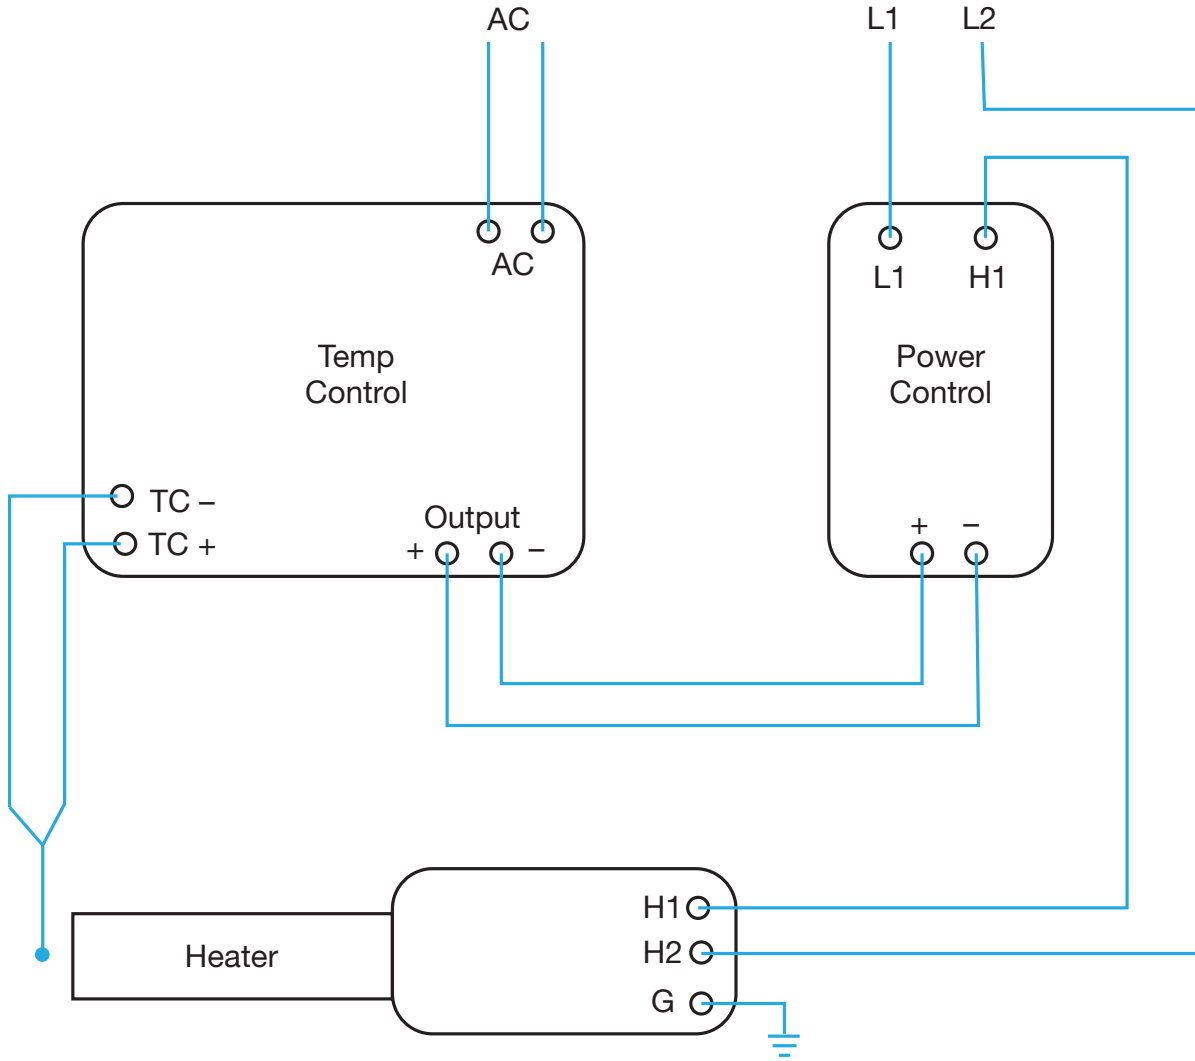 AC
L1
L2
AC
L1
H1
Temp
Control
Power
Control
TC –
TC +
Output
+
–
+
–
H1
H2
G
Heater